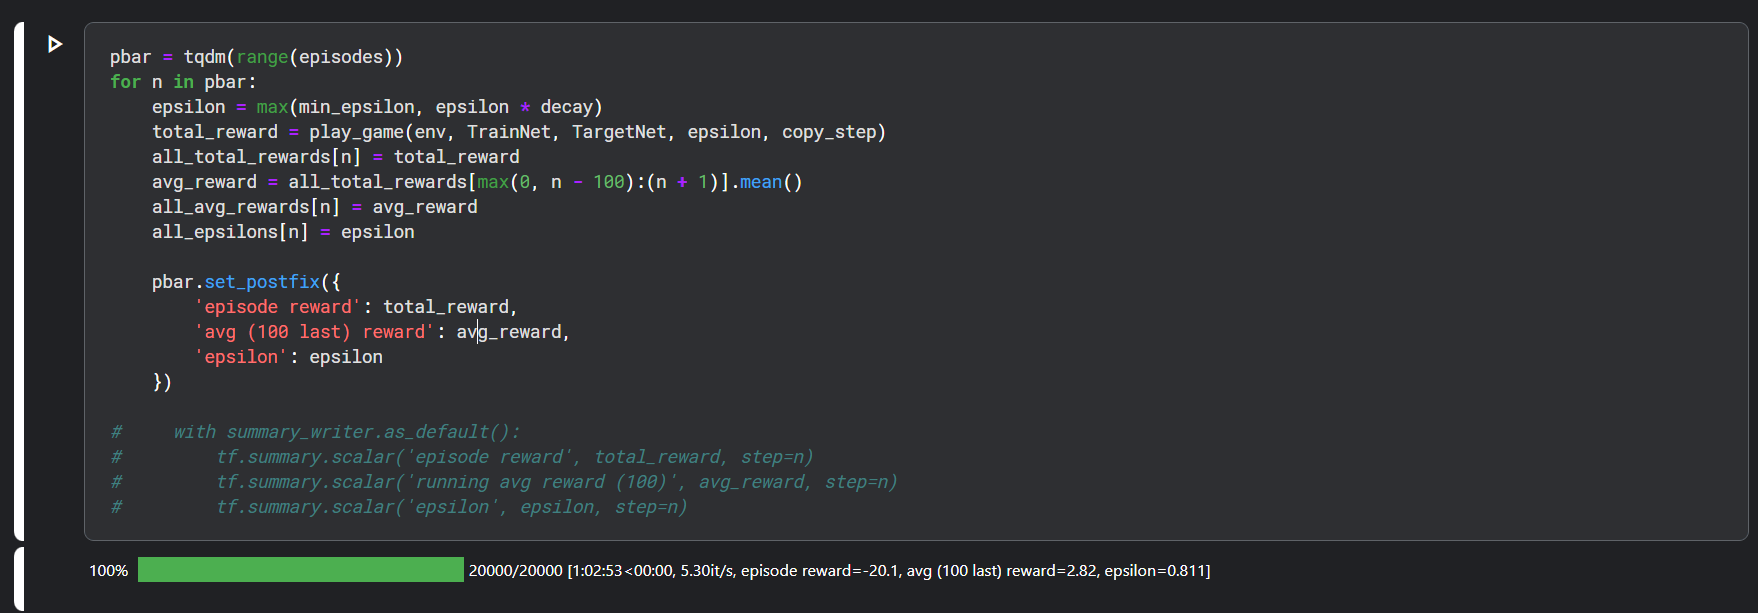 pbar = tqdm(range(episodes))
for n in pbar:
    epsilon = max(min_epsilon, epsilon * decay)
    total_reward = play_game(env, TrainNet, TargetNet, epsilon, copy_step)
    all_total_rewards[n] = total_reward
    avg_reward = all_total_rewards[max(0, n - 100):(n + 1)].mean()
    all_avg_rewards[n] = avg_reward
    all_epsilons[n] = epsilon

    pbar.set_postfix({
        'episode reward': total_reward,
        'avg (100 last) reward': avg_reward,
        'epsilon': epsilon
    })

#     with summary_writer.as_default():
#         tf.summary.scalar('episode reward', total_reward, step=n)
#         tf.summary.scalar('running avg reward (100)', avg_reward, step=n)
#         tf.summary.scalar('epsilon', epsilon, step=n)
100% 20000/20000 [1:02:53<00:00, 5.30it/s, episode reward=-20.1, avg (100 last) reward=2.82, epsilon=0.811]